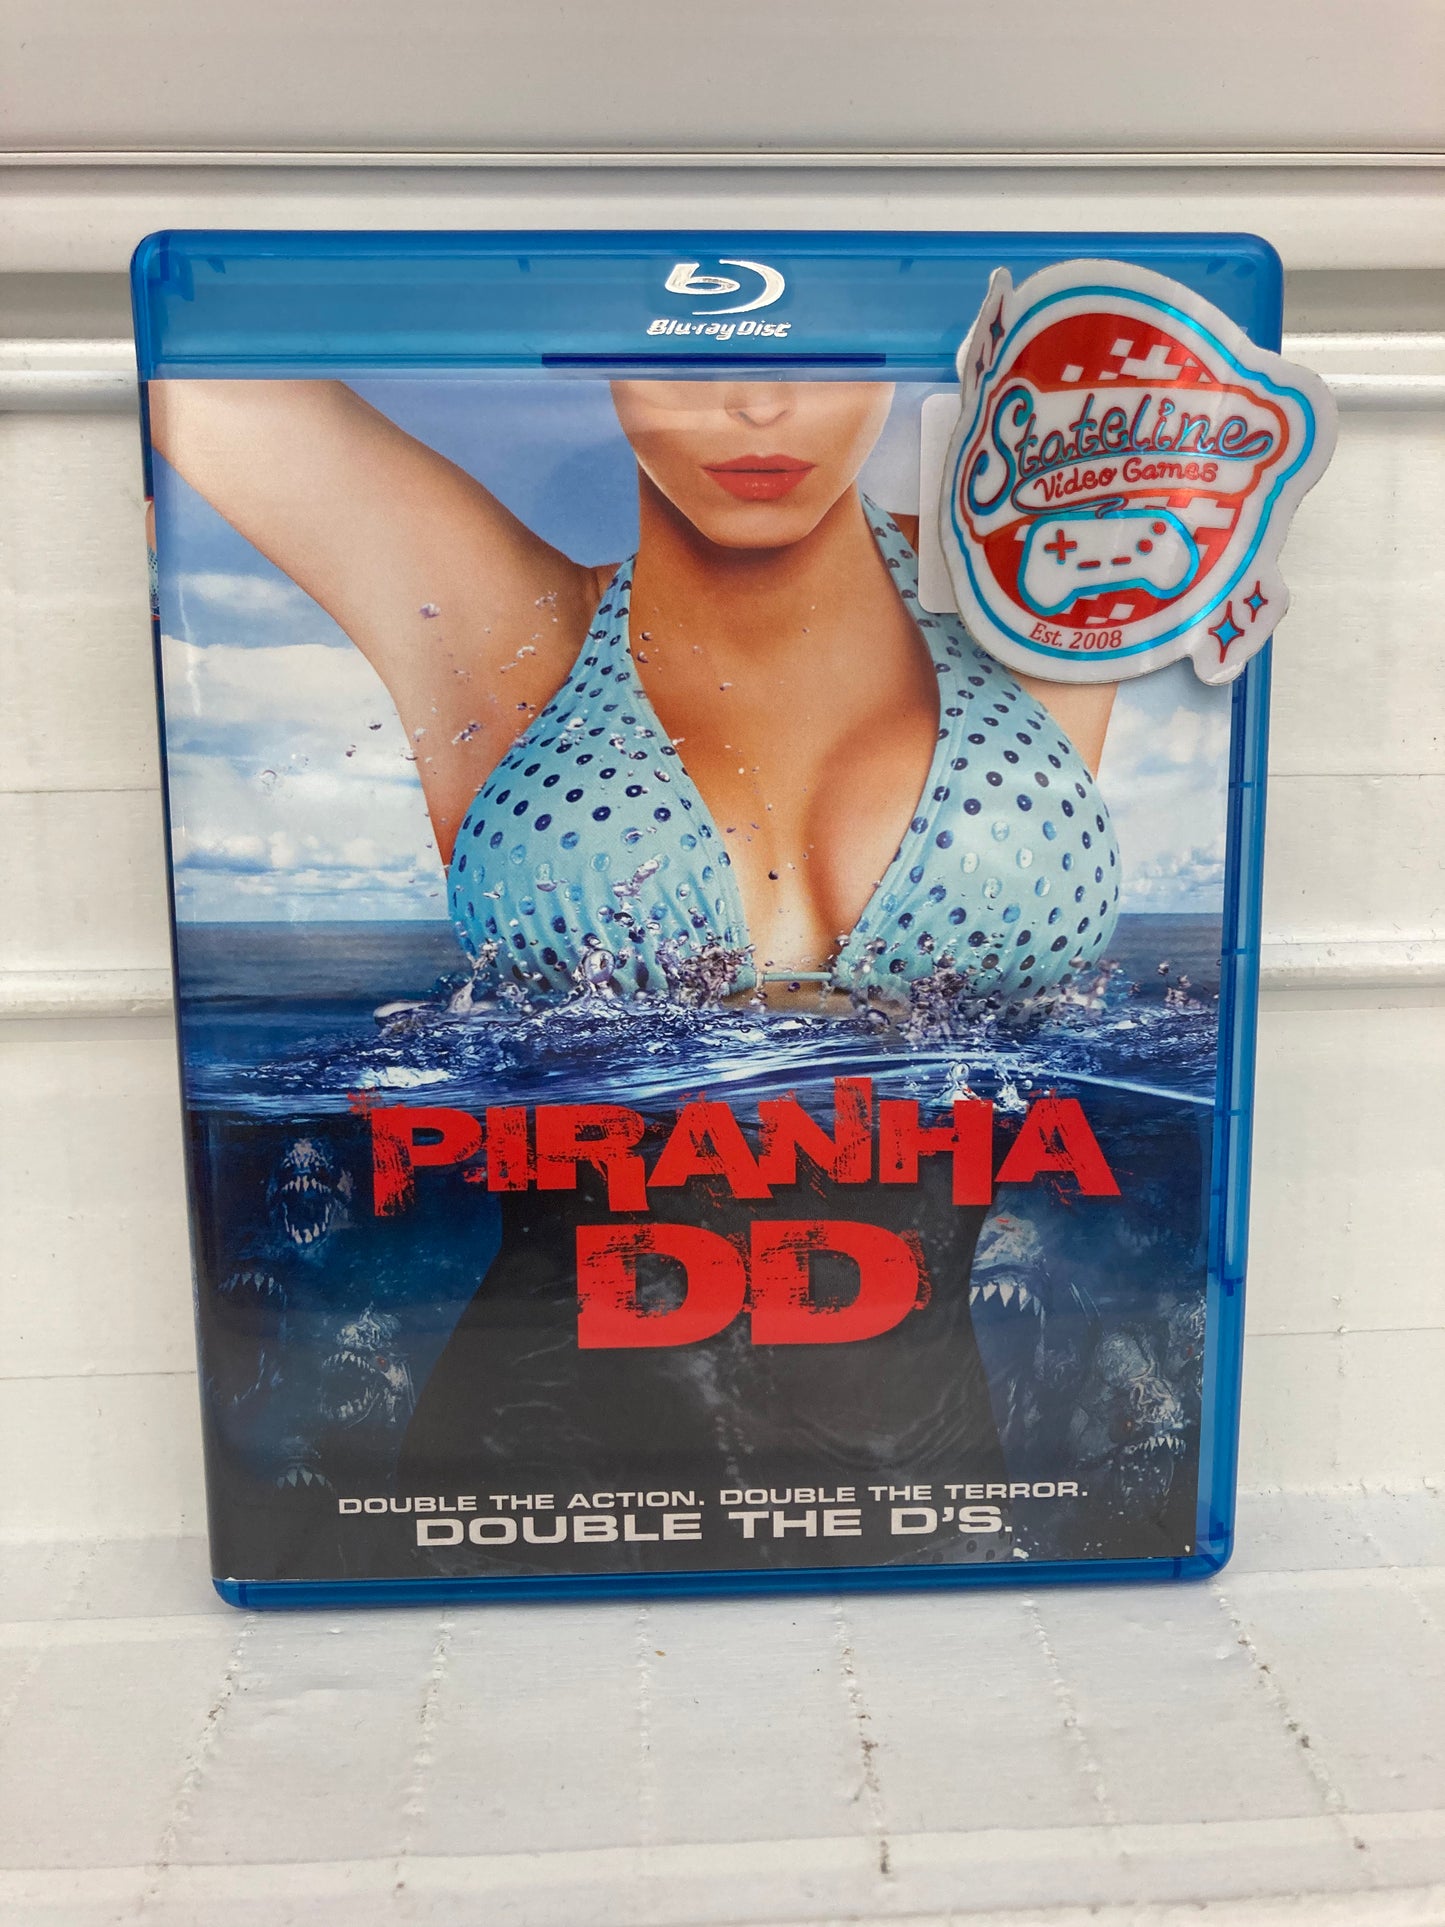 Blu-ray Disc
Stateline
Video Games
Est. 2008
PIRANHA
DD
DOUBLE THE ACTION. DOUBLE THE TERROR.
DOUBLE THE D'S.